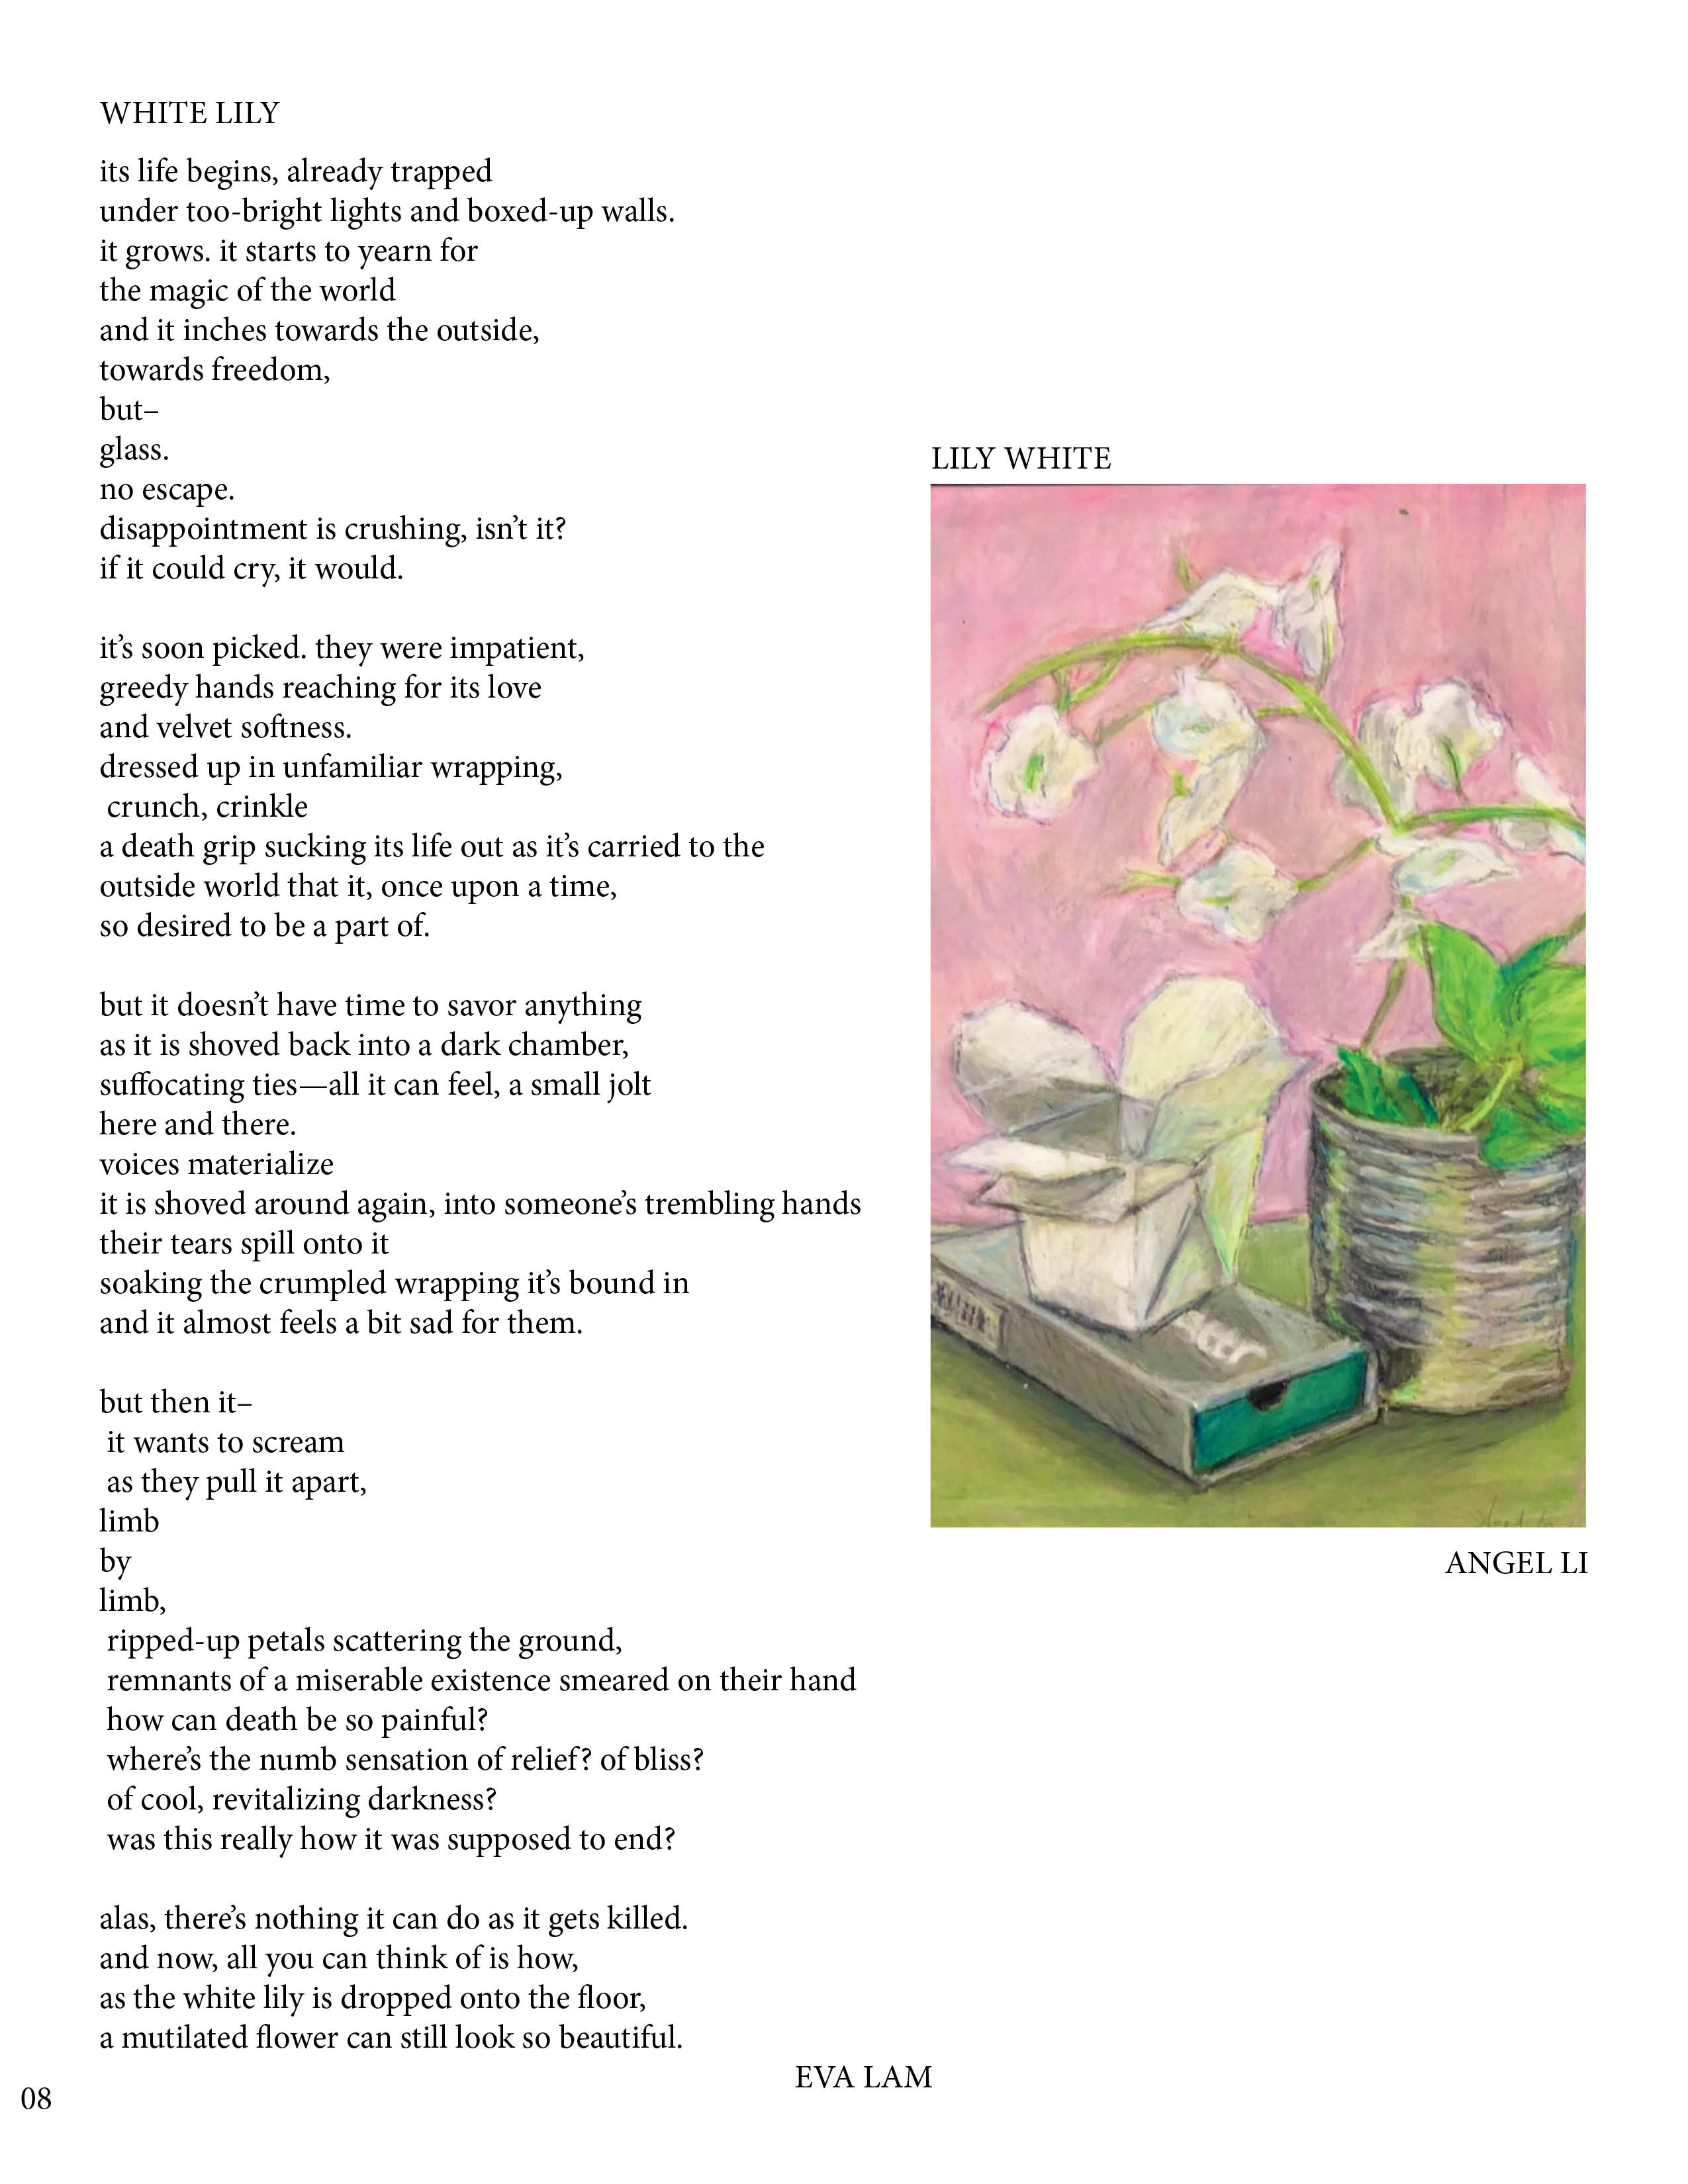 WHITE LILY
its life begins, already trapped
under too-bright lights and boxed-up walls.
it grows. it starts to yearn for
the magic of the world
and it inches towards the outside,
towards freedom,
but–
glass.
no escape.
disappointment is crushing, isn’t it?
if it could cry, it would.
it’s soon picked. they were impatient,
greedy hands reaching for its love
and velvet softness.
dressed up in unfamiliar wrapping,
crunch, crinkle
a death grip sucking its life out as it’s carried to the
outside world that it, once upon a time,
so desired to be a part of.
but it doesn’t have time to savor anything
as it is shoved back into a dark chamber,
suffocating ties—all it can feel, a small jolt
here and there.
voices materialize
it is shoved around again, into someone’s trembling hands
their tears spill onto it
soaking the crumpled wrapping it’s bound in
and it almost feels a bit sad for them.
but then it–
it wants to scream
as they pull it apart,
limb
by
limb,
ripped-up petals scattering the ground,
remnants of a miserable existence smeared on their hand
how can death be so painful?
where’s the numb sensation of relief? of bliss?
of cool, revitalizing darkness?
was this really how it was supposed to end?
alas, there’s nothing it can do as it gets killed.
and now, all you can think of is how,
as the white lily is dropped onto the floor,
a mutilated flower can still look so beautiful.
EVA LAM
LILY WHITE
ANGEL LI
08